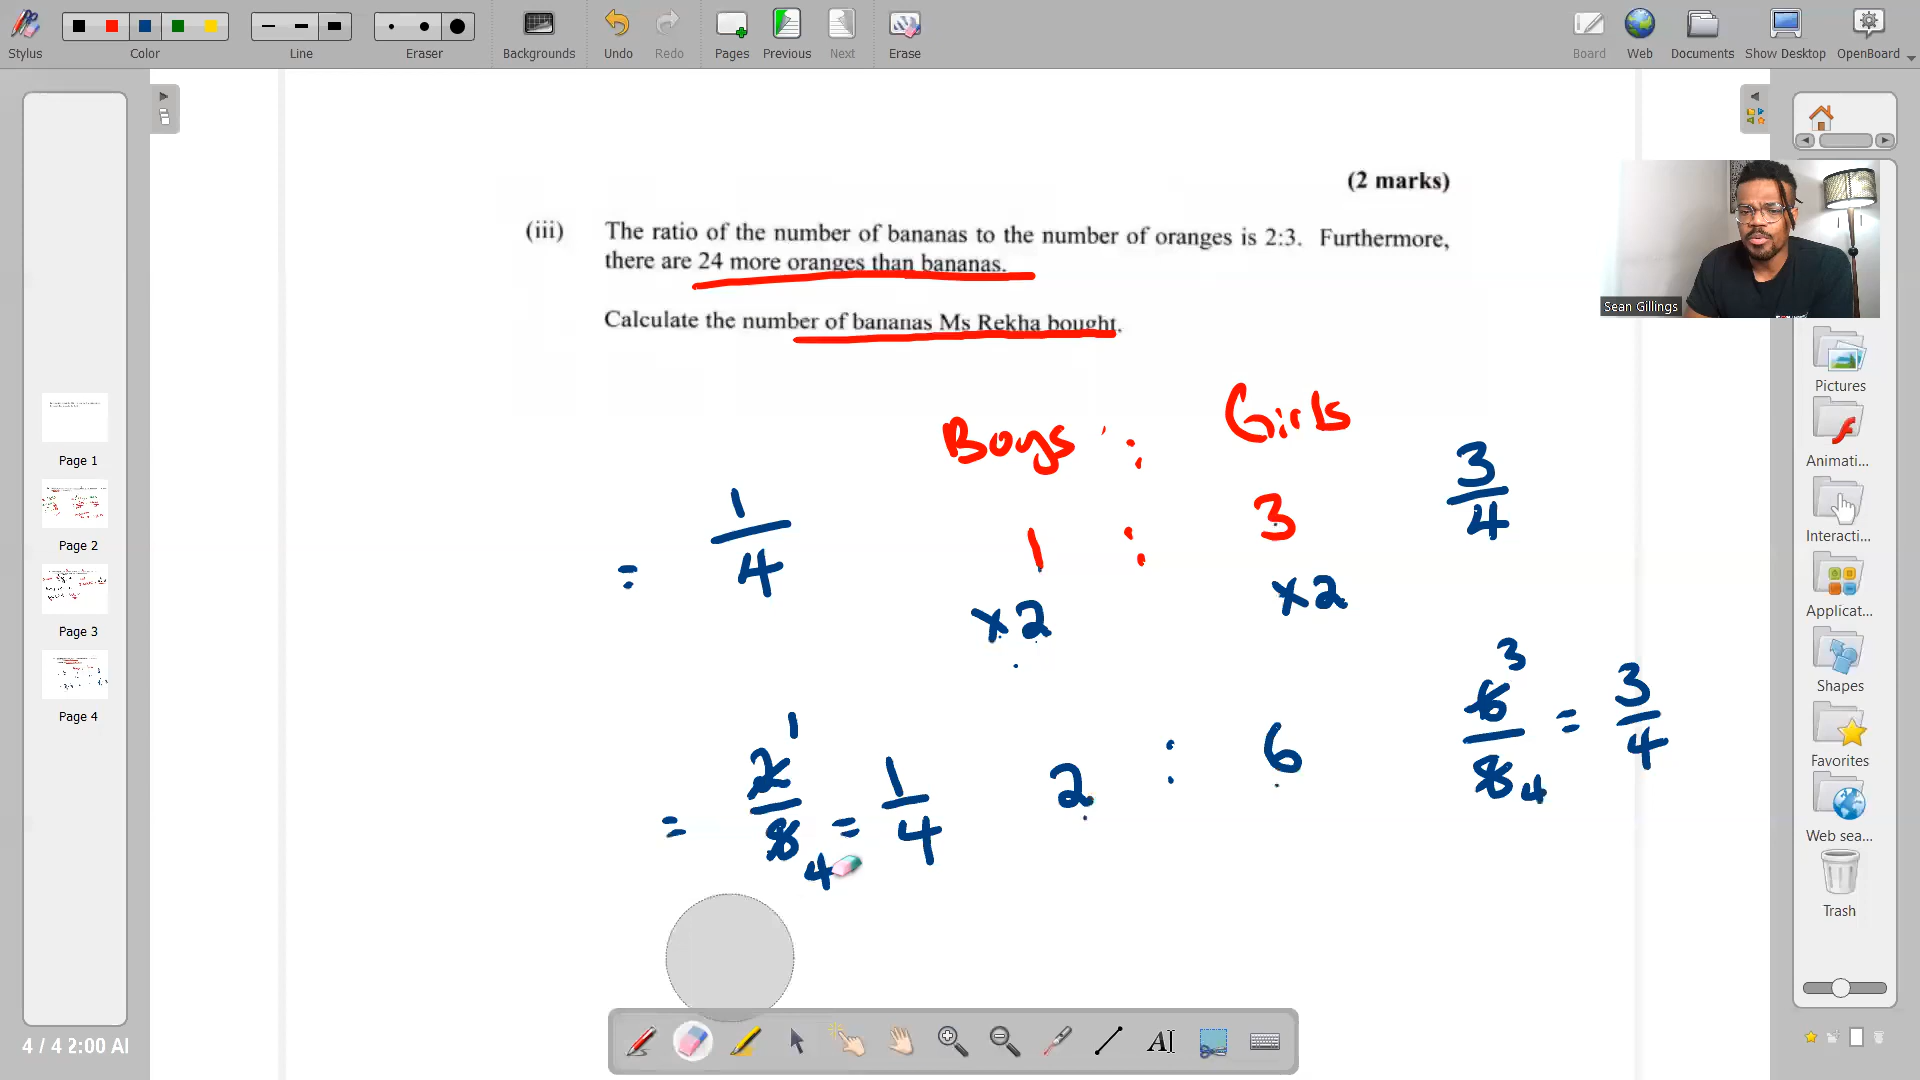 Stylus
Color
Line
Eraser
Backgrounds
Undo
Redo
Pages
Previous
Next
Erase
Board
Web
Documents
Show Desktop
OpenBoard
(2 marks)
(iii) The ratio of the number of bananas to the number of oranges is 2:3. Furthermore,
there are 24 more oranges than bananas.
Calculate the number of bananas Ms Rekha bought.
Sean Gillings
Boys : Girls
= 1/4 1 : 3 3/4
×2 ×2
= 2/8 1 4 = 1/4 2 : 6 6/8 3 4 = 3/4
Page 1
Page 2
Page 3
Page 4
Pictures
Animati...
Interacti...
Applicat...
Shapes
Favorites
Web sea...
Trash
4 / 4 2:00 AI
AI